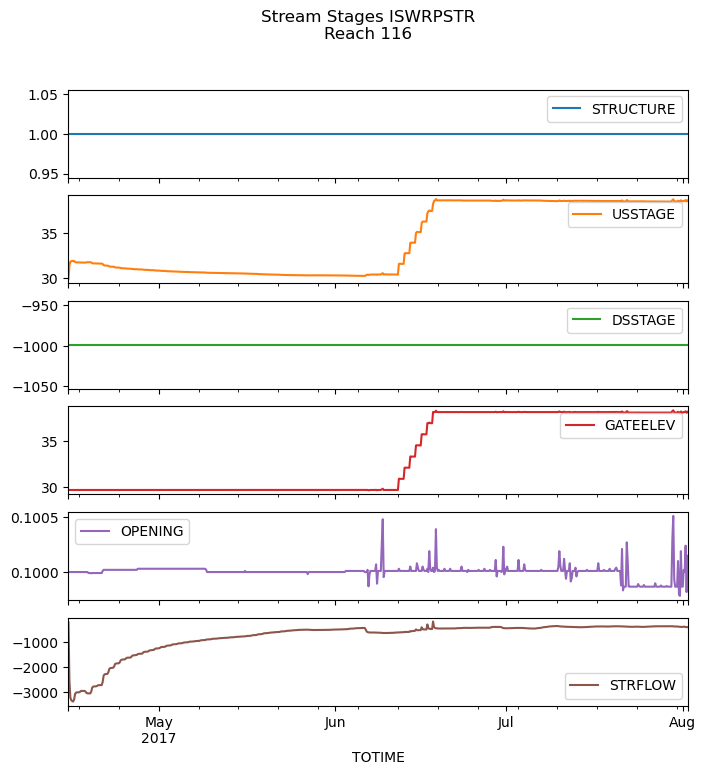 Stream Stages ISWRPSTR
Reach 116
1.05
1.00
0.95
STRUCTURE
35
30
USSTAGE
−950
−1000
−1050
DSSTAGE
35
30
GATEELEV
0.1005
0.1000
OPENING
−1000
−2000
−3000
STRFLOW
May
2017
Jun
Jul
Aug
TOTIME